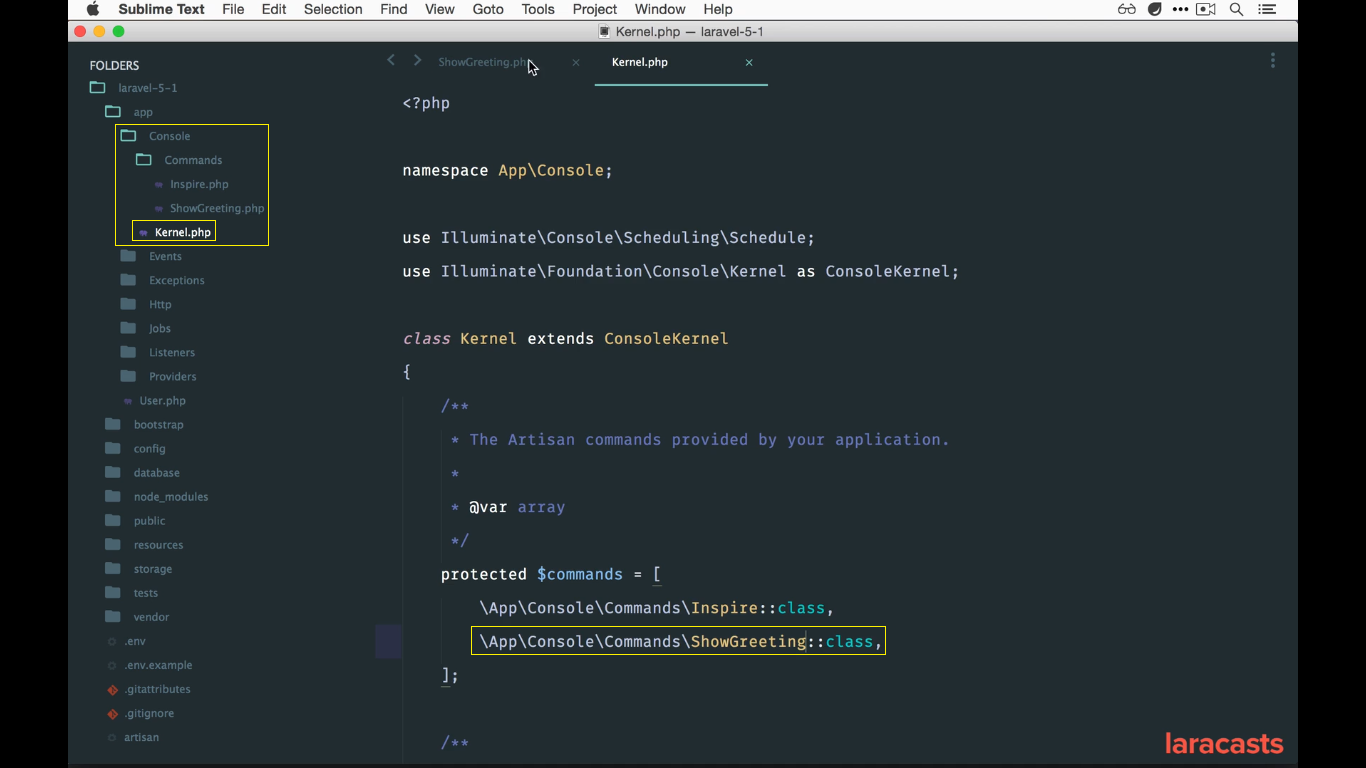 Sublime Text File Edit Selection Find View Goto Tools Project Window Help
Kernel.php — laravel-5-1
FOLDERS
laravel-5-1
app
Console
Commands
Inspire.php
ShowGreeting.php
Kernel.php
Events
Exceptions
Http
Jobs
Listeners
Providers
User.php
bootstrap
config
database
node_modules
public
resources
storage
tests
vendor
.env
.env.example
.gitattributes
.gitignore
artisan
ShowGreeting.php
Kernel.php
<?php
namespace App\Console;
use Illuminate\Console\Scheduling\Schedule;
use Illuminate\Foundation\Console\Kernel as ConsoleKernel;
class Kernel extends ConsoleKernel
{
/**
* The Artisan commands provided by your application.
*
* @var array
*/
protected $commands = [
\App\Console\Commands\Inspire::class,
\App\Console\Commands\ShowGreeting::class,
];
/**
laracasts